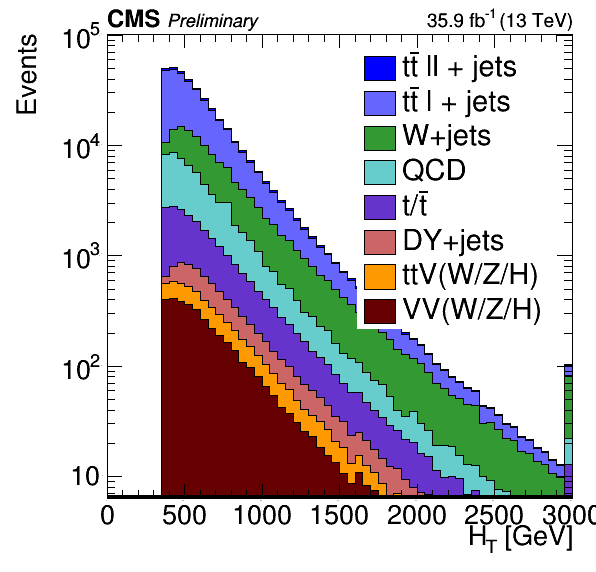 CMS Preliminary 35.9 fb⁻¹ (13 TeV)
Events
10⁵
10⁴
10³
10²
10
tt̄ ll + jets
tt̄ l + jets
W+jets
QCD
t/t̄
DY+jets
ttV(W/Z/H)
VV(W/Z/H)
0 500 1000 1500 2000 2500 3000
H_T [GeV]